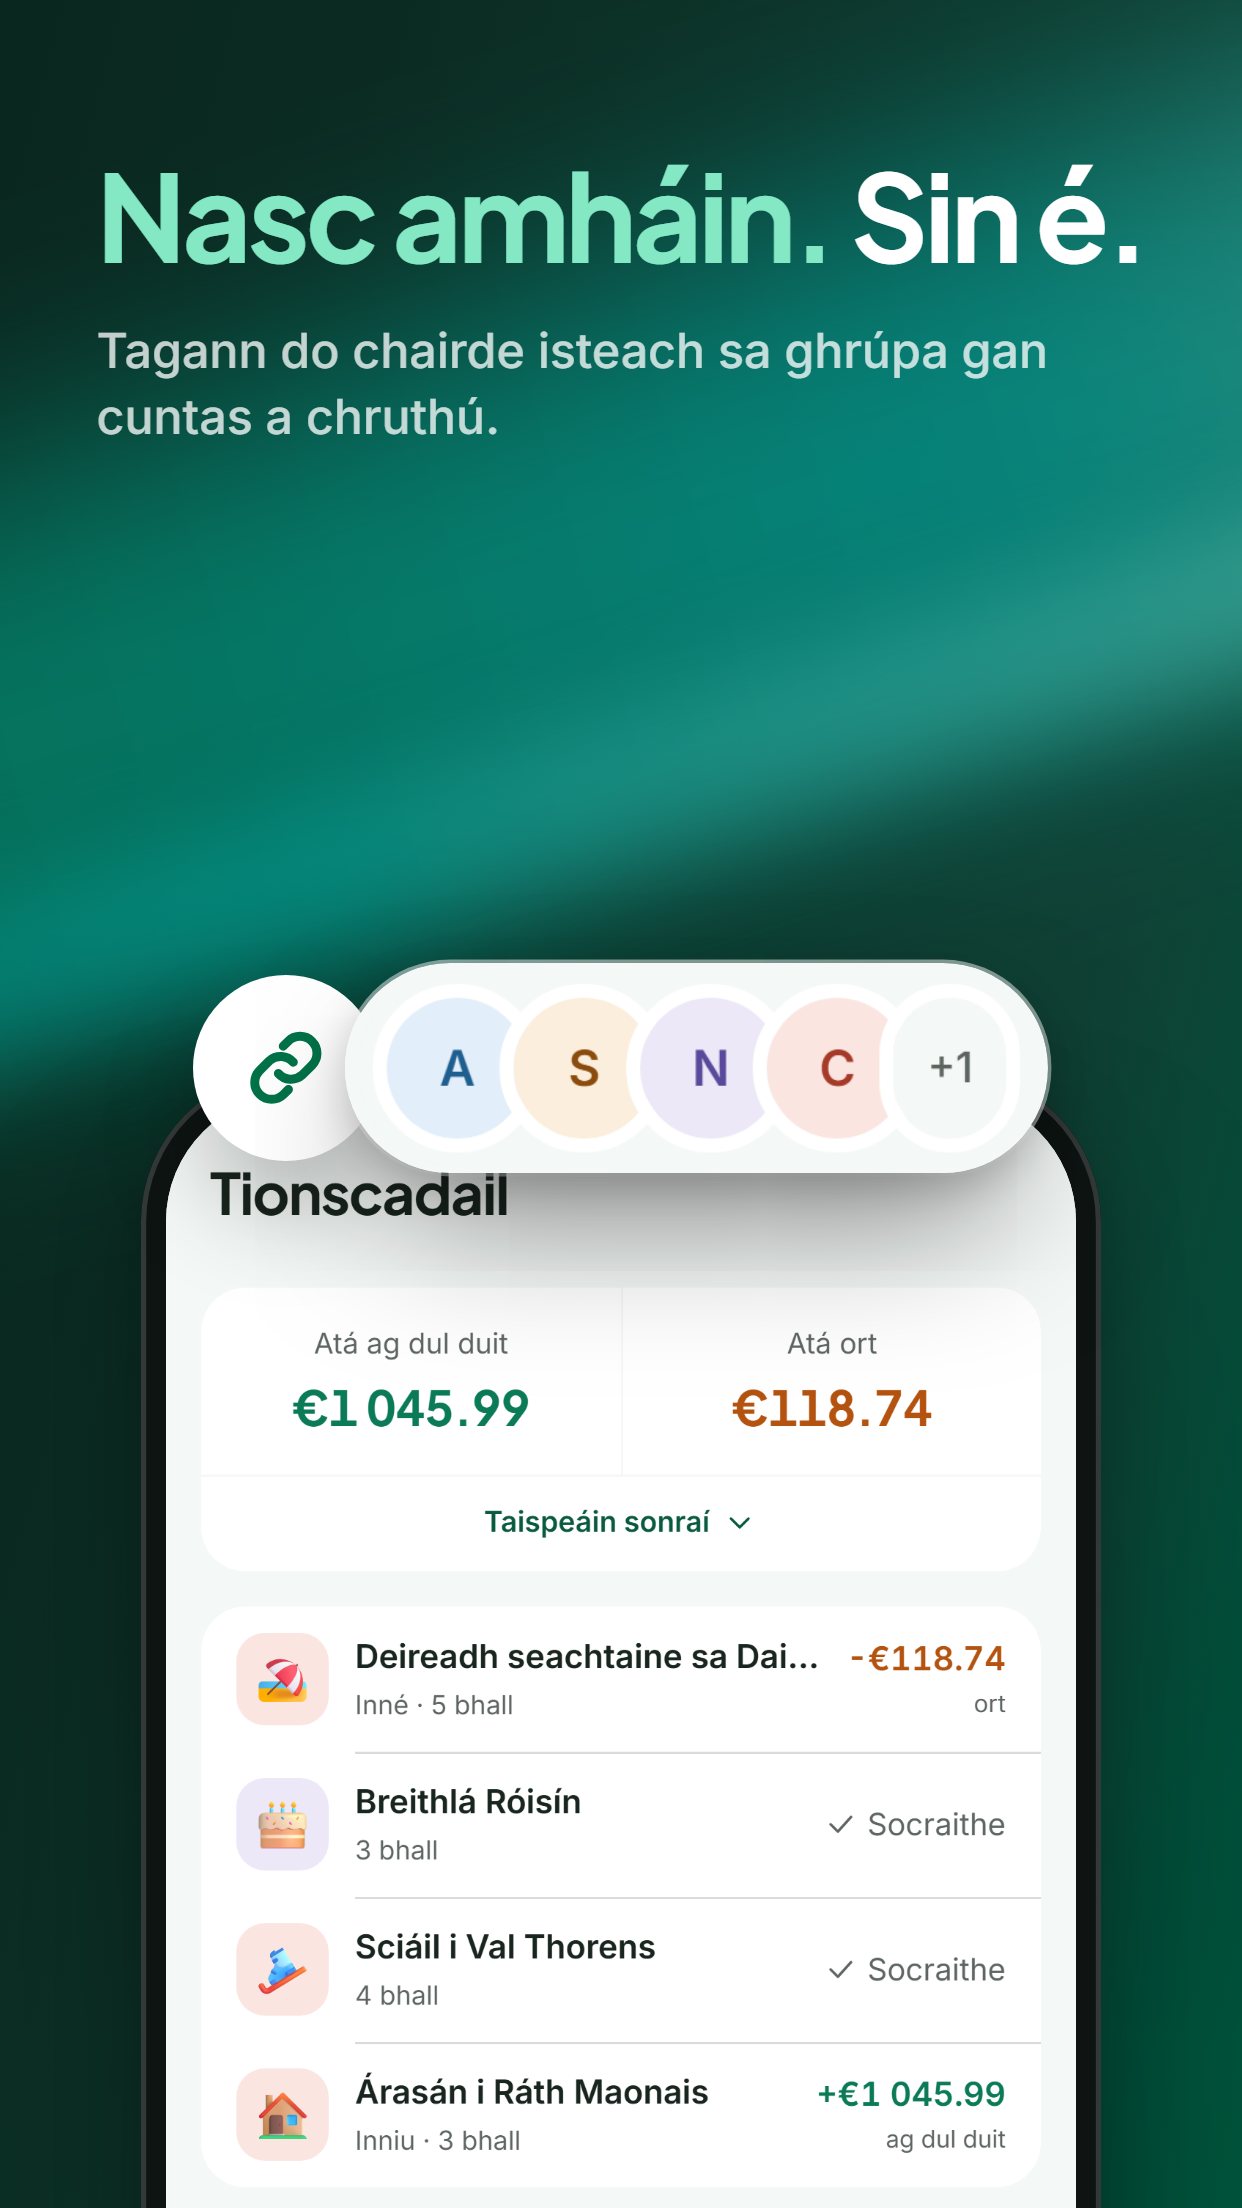 Nasc amháin. Sin é.
Tagann do chairde isteach sa ghrúpa gan
cuntas a chruthú.
A S N C +1
Tionscadail
Atá ag dul duit
€1 045.99
Atá ort
€118.74
Taispeáin sonraí
Deireadh seachtaine sa Dai...
-€118.74
Inné · 5 bhall
ort
Breithlá Róisín
3 bhall
Socraithe
Sciáil i Val Thorens
4 bhall
Socraithe
Árasán i Ráth Maonais
+€1 045.99
Inniu · 3 bhall
ag dul duit